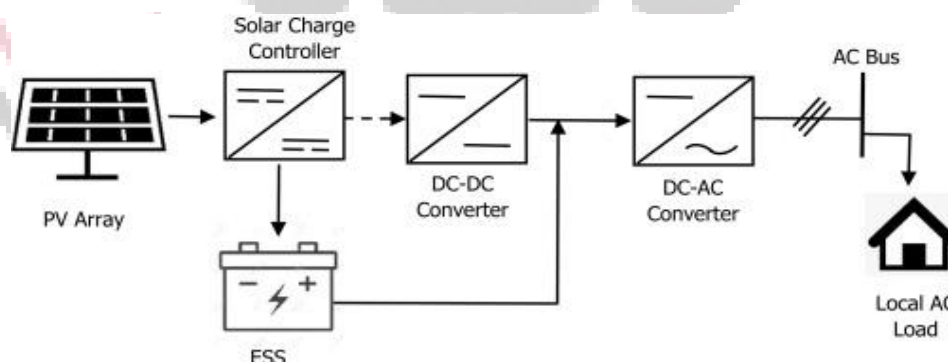 Solar Charge
Controller
AC Bus
PV Array
DC-DC
Converter
DC-AC
Converter
Local AC
Load
ESS